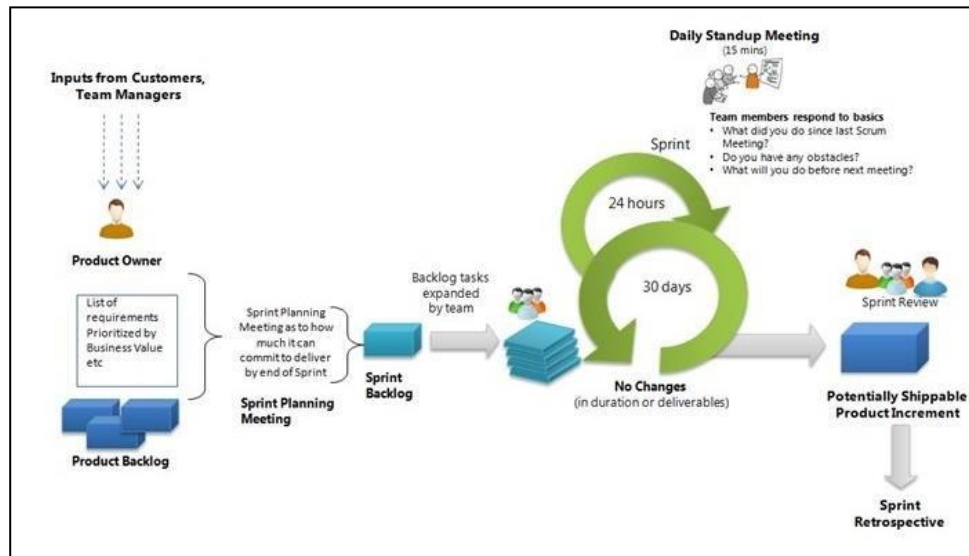 Inputs from Customers,
Team Managers
Product Owner
List of
requirements
Prioritized by
Business Value
etc
Product Backlog
Sprint Planning
Meeting as to how
much it can
commit to deliver
by end of Sprint
Sprint Planning
Meeting
Sprint
Backlog
Backlog tasks
expanded
by team
Daily Standup Meeting
(15 mins)
Team members respond to basics
• What did you do since last Scrum
Meeting?
• Do you have any obstacles?
• What will you do before next meeting?
Sprint
24 hours
30 days
No Changes
(in duration or deliverables)
Sprint Review
Potentially Shippable
Product Increment
Sprint
Retrospective